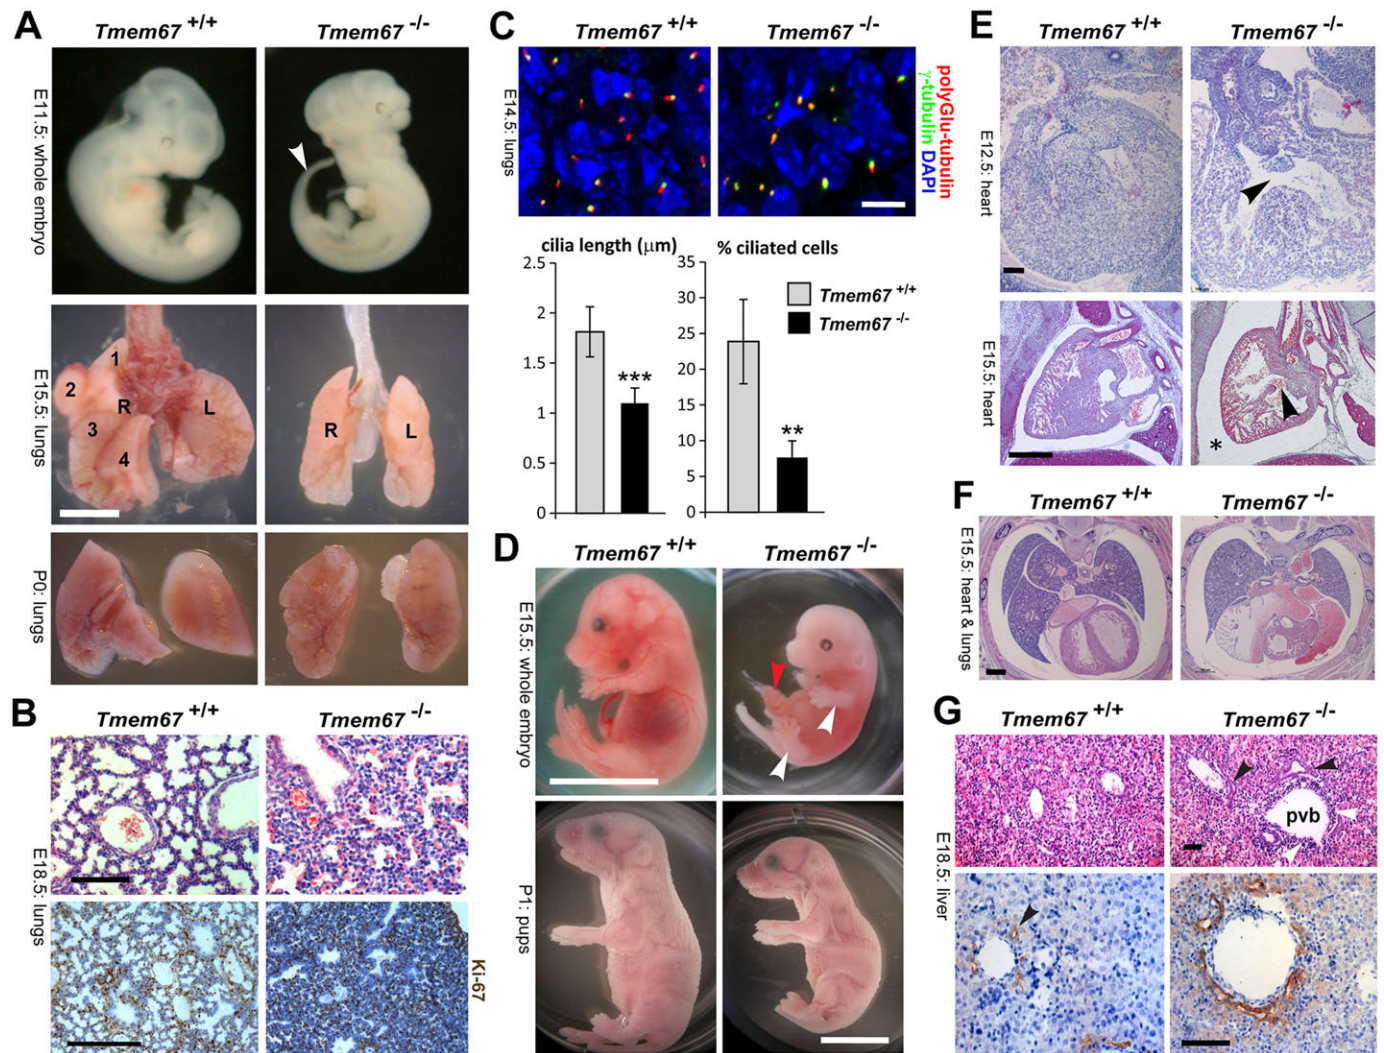 A
Tmem67 +/+
Tmem67 -/-
E11.5: whole embryo
E15.5: lungs
1
2
R
L
3
4
R
L
P0: lungs
B
Tmem67 +/+
Tmem67 -/-
E18.5: lungs
Ki-67
C
Tmem67 +/+
Tmem67 -/-
E14.5: lungs
polyGlu-tubulin
γ-tubulin DAPI
cilia length (μm)
2.5
2
1.5
1
0.5
0
***
% ciliated cells
35
30
25
20
15
10
5
0
**
Tmem67 +/+
Tmem67 -/-
D
Tmem67 +/+
Tmem67 -/-
E15.5: whole embryo
P1: pups
E
Tmem67 +/+
Tmem67 -/-
E12.5: heart
E15.5: heart
*
F
Tmem67 +/+
Tmem67 -/-
E15.5: heart & lungs
G
Tmem67 +/+
Tmem67 -/-
E18.5: liver
pvb